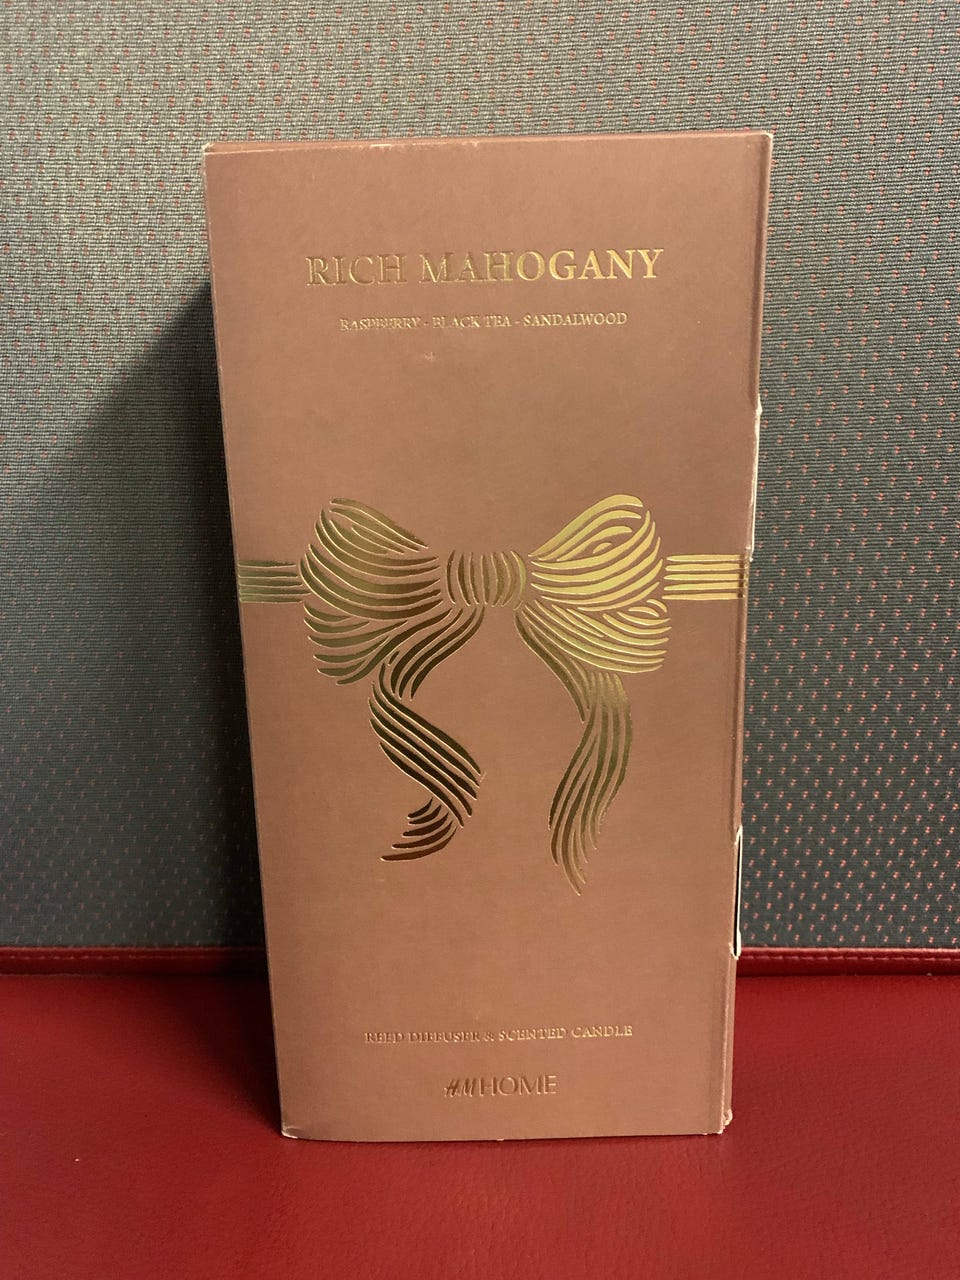 RICH MAHOGANY
RASPBERRY - BLACK TEA - SANDALWOOD
REED DIFFUSER & SCENTED CANDLE
H&M HOME